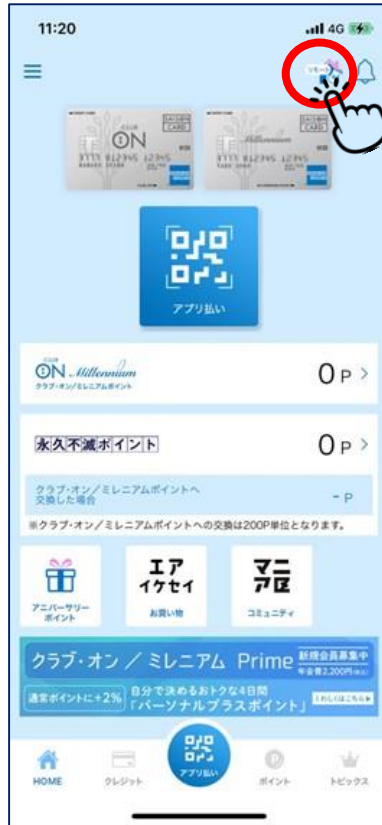 11:20
4G
リモート
CLUB
ON
SAISON
CARD
Millennium
SAISON
CARD
アプリ払い
CLUB
ON Millennium
クラブ・オン/ミレニアムポイント
0 P
永久不滅ポイント
0 P
クラブ・オン/ミレニアムポイントへ
交換した場合
- P
※クラブ・オン/ミレニアムポイントへの交換は200P単位となります。
アニバーサリー
ポイント
エア
イケセイ
お買い物
マニ
ア区
コミュニティ
クラブ・オン / ミレニアム Prime
新規会員募集中
年会費2,200円(税込)
通常ポイントに+2%
自分で決めるおトクな4日間
「パーソナルプラスポイント」
くわしくはこちら
HOME
クレジット
アプリ払い
ポイント
トピックス